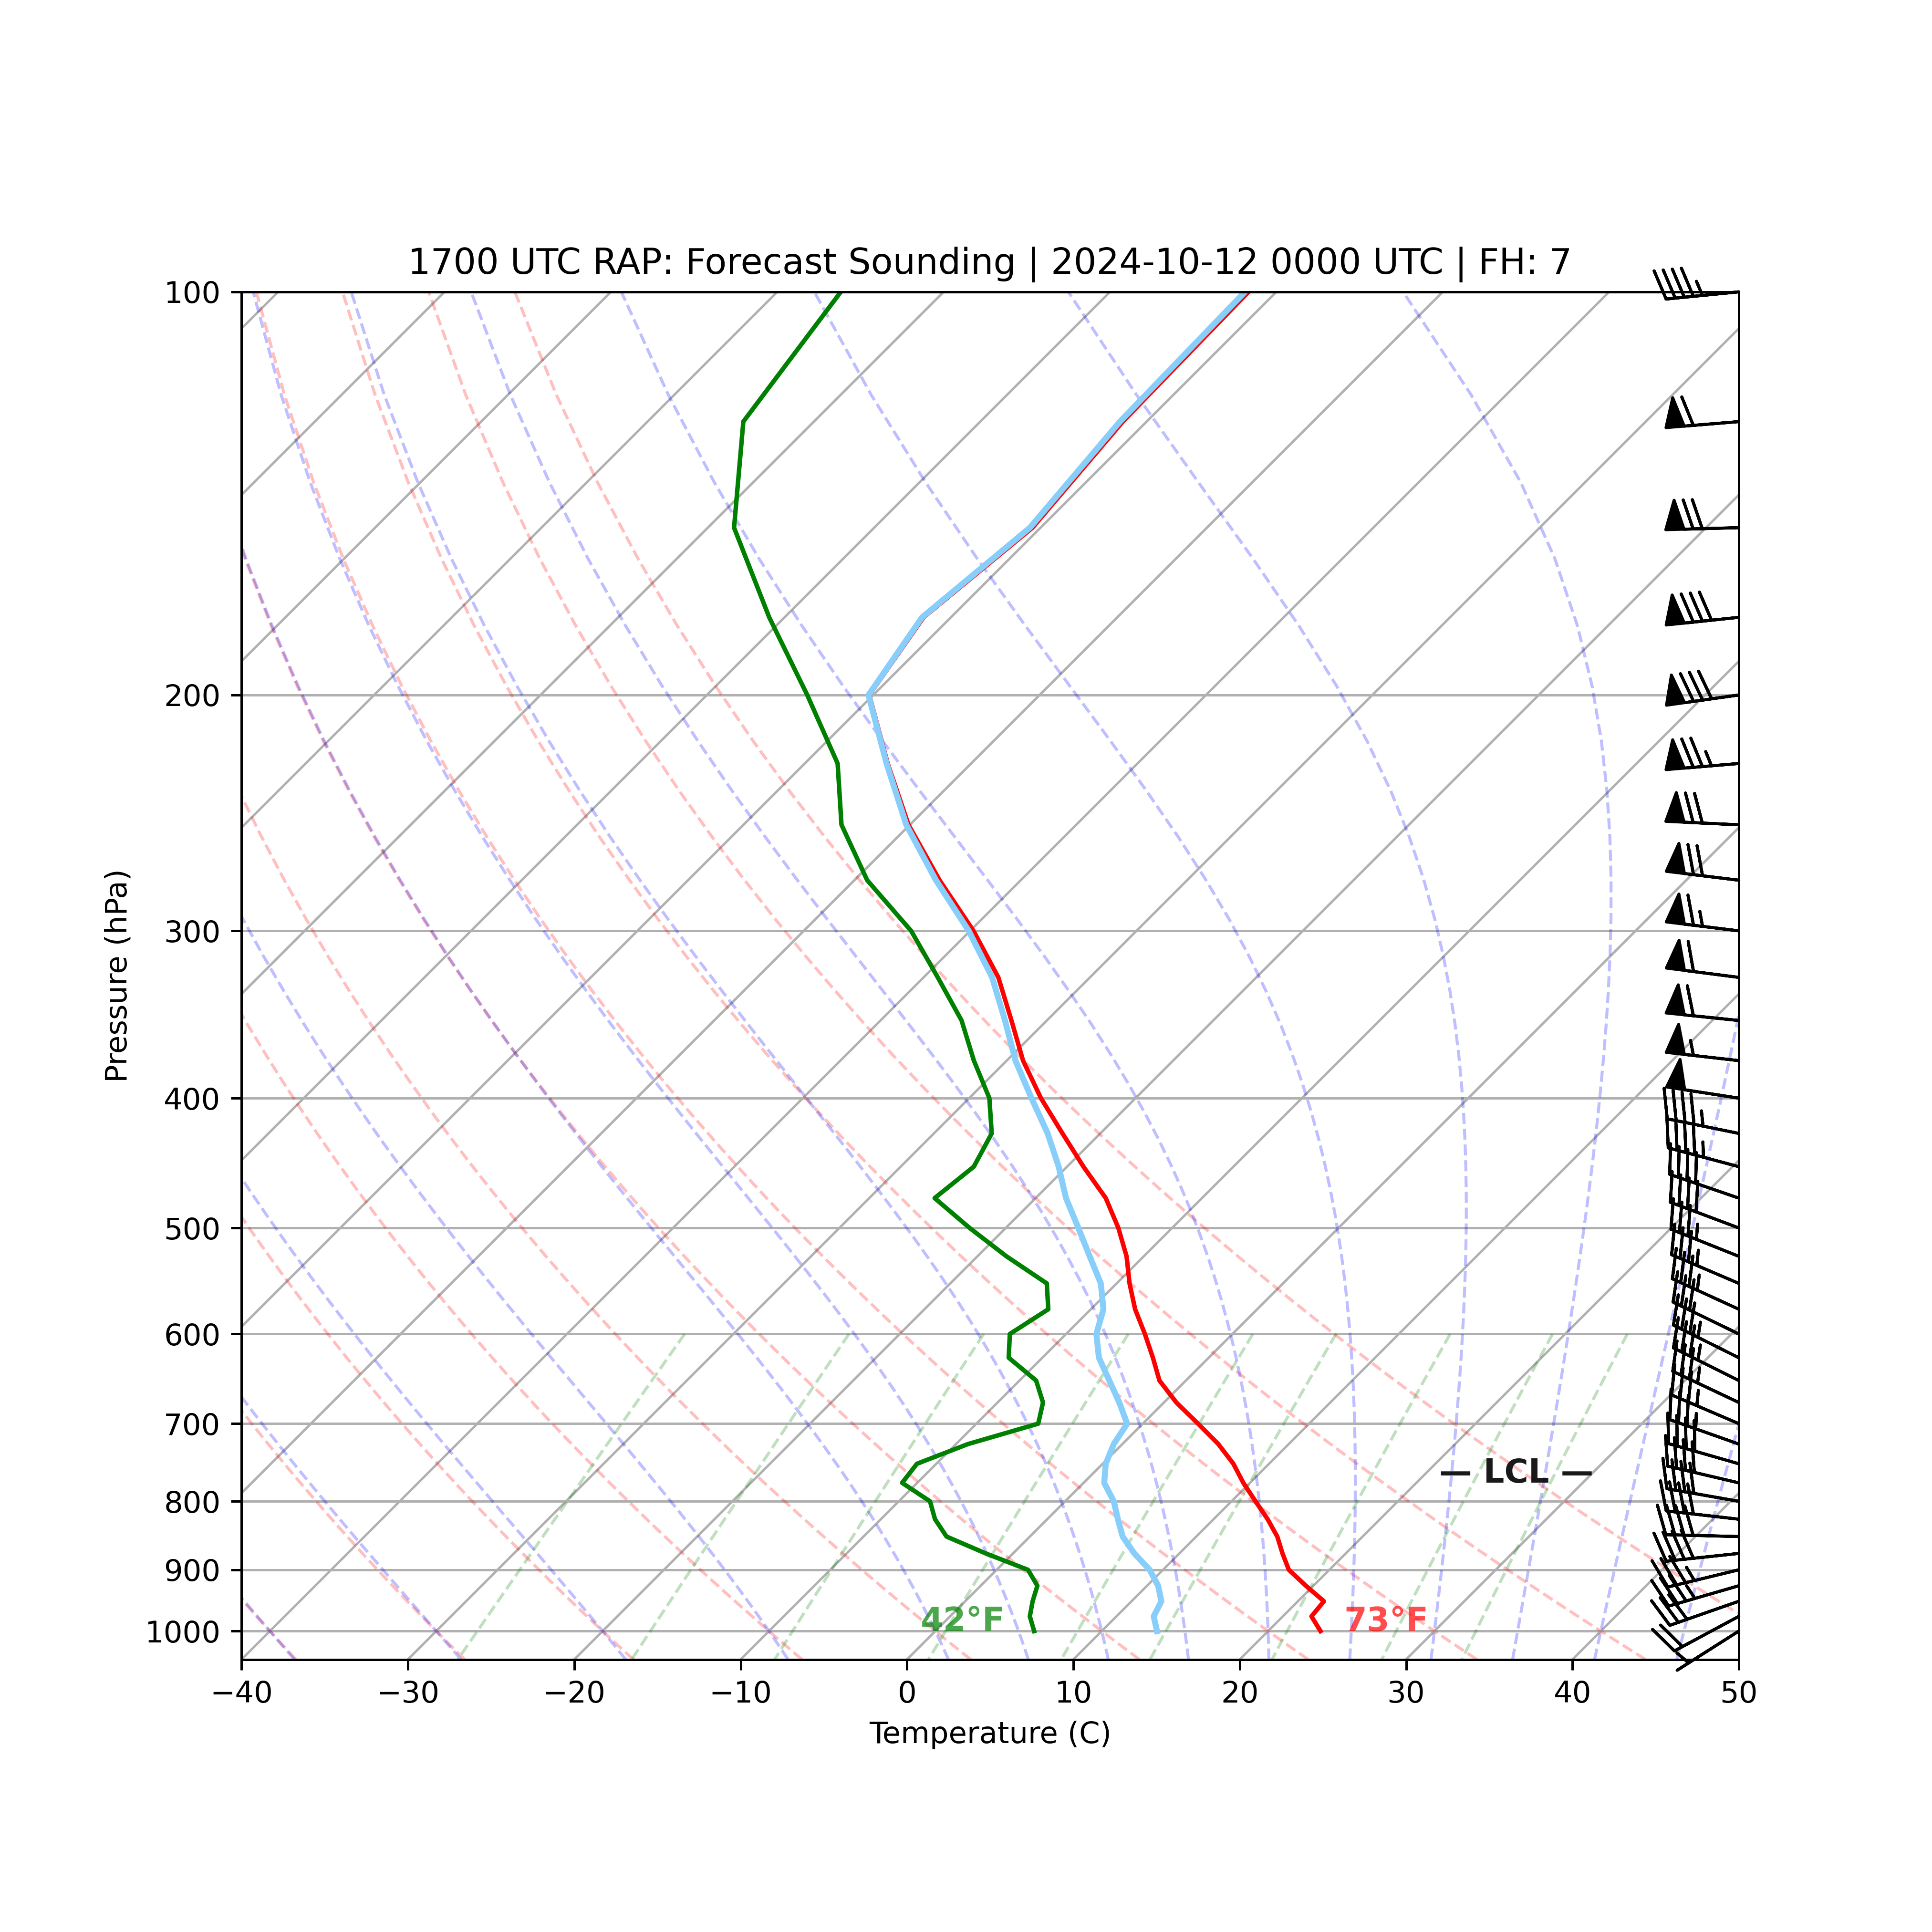 1700 UTC RAP: Forecast Sounding | 2024-10-12 0000 UTC | FH: 7
100
200
300
400
500
600
700
800
900
1000
Pressure (hPa)
— LCL —
42°F
73°F
−40 −30 −20 −10 0 10 20 30 40 50
Temperature (C)